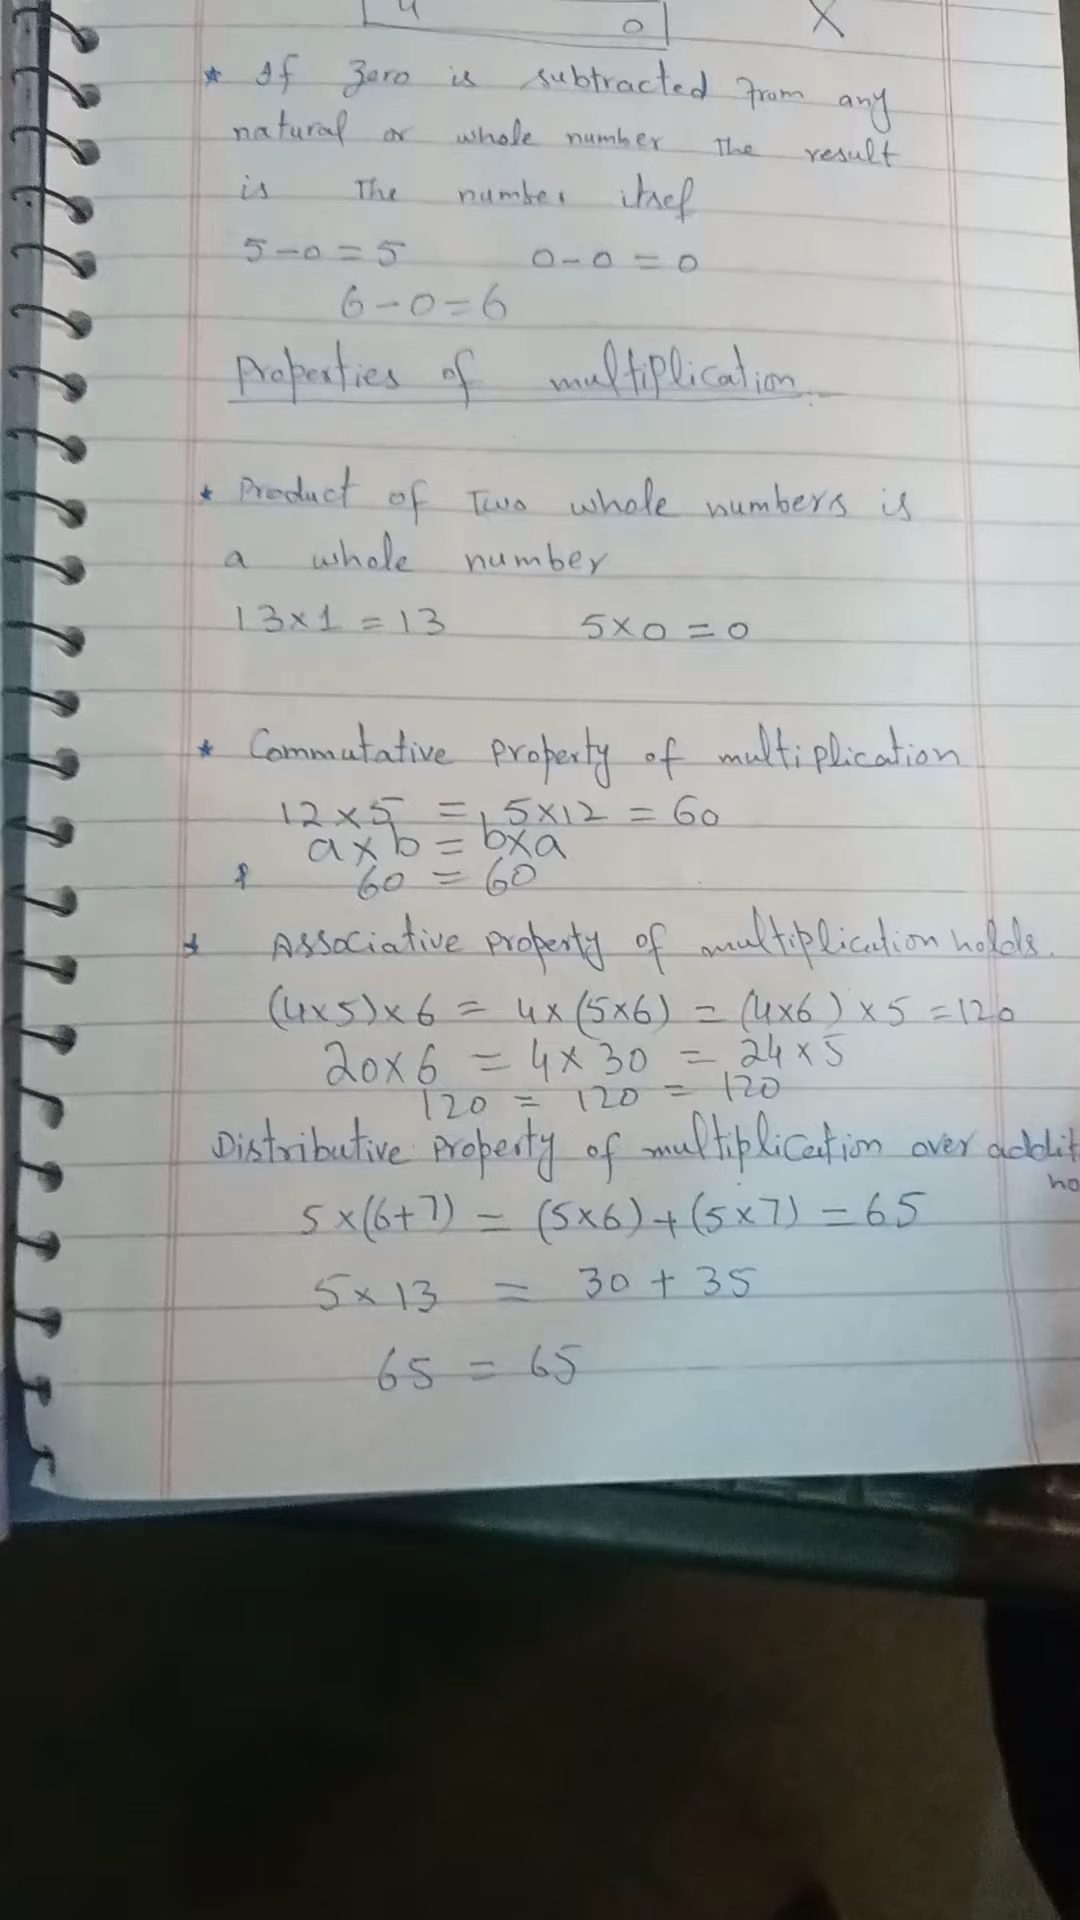 4 0 X
* If zero is subtracted from any
natural or whole number The result
is The number itself
5-0=5 0-0=0
6-0=6
Properties of multiplication
* Product of Two whole numbers is
a whole number
13×1=13 5×0=0
* Commutative property of multiplication
12×5 = 5×12 = 60
a×b = b×a
60 = 60
* Associative property of multiplication holds.
(4×5)×6 = 4×(5×6) = (4×6)×5 =120
20×6 = 4×30 = 24×5
120 = 120 = 120
Distributive property of multiplication over addit
ho
5×(6+7) = (5×6)+(5×7) =65
5×13 = 30+35
65 = 65